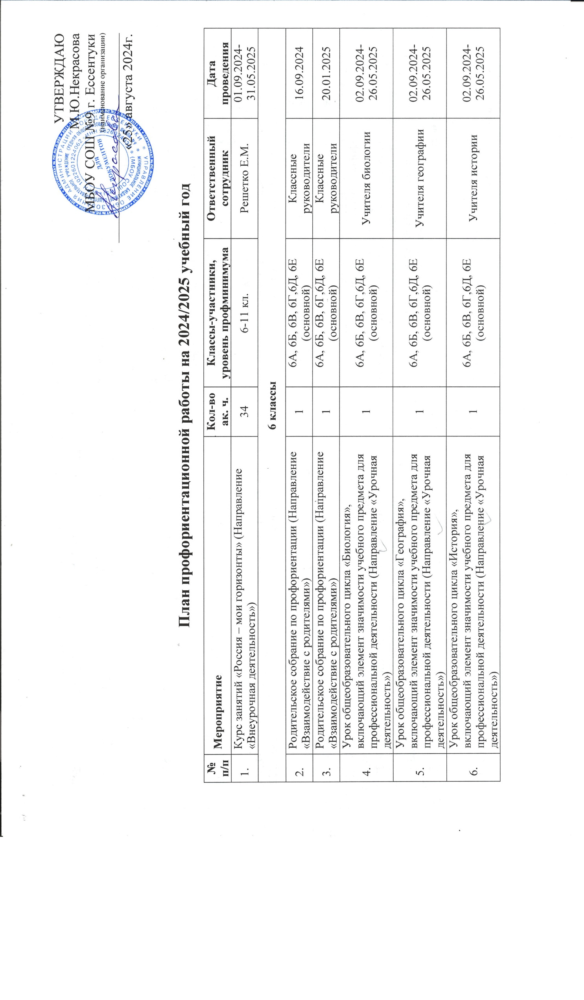 УТВЕРЖДАЮ
М.Ю.Некрасова
МБОУ СОШ №9 г. Ессентуки
(наименование организации)
«25» августа 2024г.
ДЛЯ
ДОКУМЕНТОВ
План профориентационной работы на 2024/2025 учебный год
№
п/п
Мероприятие
Кол-во
ак. ч.
Классы-участники,
уровень профминимума
Ответственный
сотрудник
Дата
проведения
1.
Курс занятий «Россия – мои горизонты» (Направление
«Внеурочная деятельность»)
34
6-11 кл.
Решетко Е.М.
01.09.2024-
31.05.2025
6 классы
2.
Родительское собрание по профориентации (Направление
«Взаимодействие с родителями»)
1
6А, 6Б, 6В, 6Г,6Д, 6Е
(основной)
Классные
руководители
16.09.2024
3.
Родительское собрание по профориентации (Направление
«Взаимодействие с родителями»)
1
6А, 6Б, 6В, 6Г,6Д, 6Е
(основной)
Классные
руководители
20.01.2025
4.
Урок общеобразовательного цикла «Биология»,
включающий элемент значимости учебного предмета для
профессиональной деятельности (Направление «Урочная
деятельность»)
1
6А, 6Б, 6В, 6Г,6Д, 6Е
(основной)
Учителя биологии
02.09.2024-
26.05.2025
5.
Урок общеобразовательного цикла «География»,
включающий элемент значимости учебного предмета для
профессиональной деятельности (Направление «Урочная
деятельность»)
1
6А, 6Б, 6В, 6Г,6Д, 6Е
(основной)
Учителя географии
02.09.2024-
26.05.2025
6.
Урок общеобразовательного цикла «История»,
включающий элемент значимости учебного предмета для
профессиональной деятельности (Направление «Урочная
деятельность»)
1
6А, 6Б, 6В, 6Г,6Д, 6Е
(основной)
Учителя истории
02.09.2024-
26.05.2025